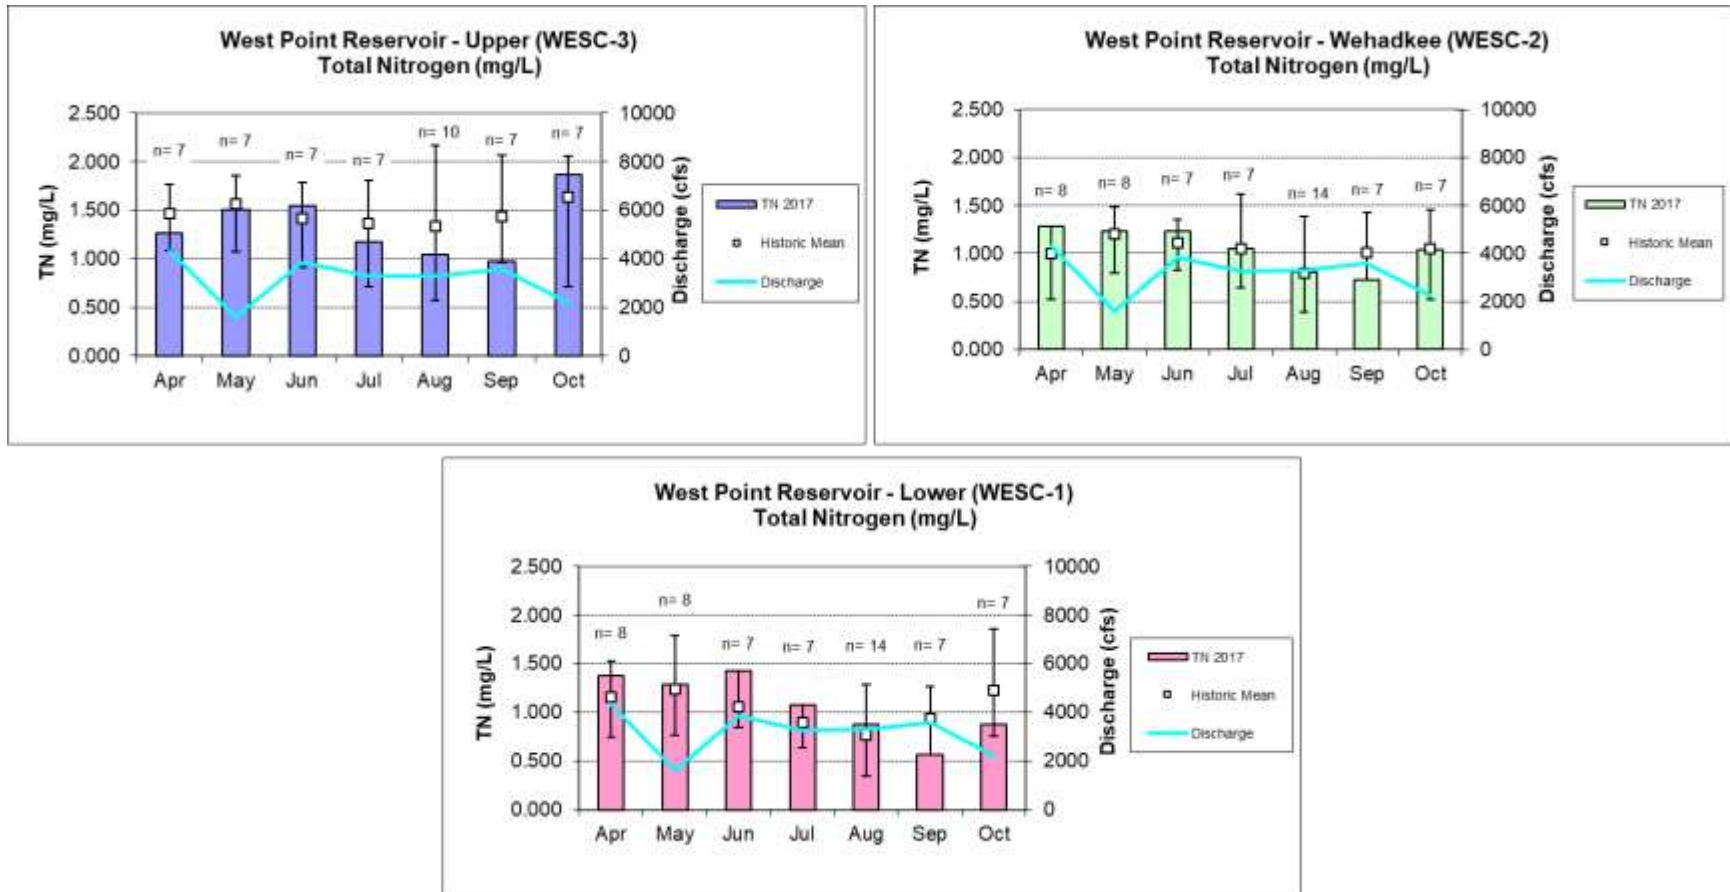 West Point Reservoir - Upper (WESC-3)
Total Nitrogen (mg/L)
2.500
2.000
1.500
1.000
0.500
0.000
TN (mg/L)
n= 7
n= 7
n= 7
n= 7
n= 10
n= 7
n= 7
10000
8000
6000
4000
2000
0
Discharge (cfs)
Apr May Jun Jul Aug Sep Oct
TN 2017
Historic Mean
Discharge
West Point Reservoir - Wehadkee (WESC-2)
Total Nitrogen (mg/L)
2.500
2.000
1.500
1.000
0.500
0.000
TN (mg/L)
n= 8
n= 8
n= 7
n= 7
n= 14
n= 7
n= 7
10000
8000
6000
4000
2000
0
Discharge (cfs)
Apr May Jun Jul Aug Sep Oct
TN 2017
Historic Mean
Discharge
West Point Reservoir - Lower (WESC-1)
Total Nitrogen (mg/L)
2.500
2.000
1.500
1.000
0.500
0.000
TN (mg/L)
n= 8
n= 8
n= 7
n= 7
n= 14
n= 7
n= 7
10000
8000
6000
4000
2000
0
Discharge (cfs)
Apr May Jun Jul Aug Sep Oct
TN 2017
Historic Mean
Discharge